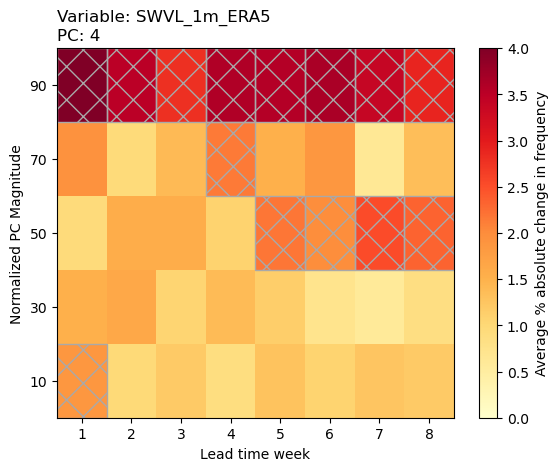 Variable: SWVL_1m_ERA5
PC: 4
Normalized PC Magnitude
90
70
50
30
10
1 2 3 4 5 6 7 8
Lead time week
4.0
3.5
3.0
2.5
2.0
1.5
1.0
0.5
0.0
Average % absolute change in frequency